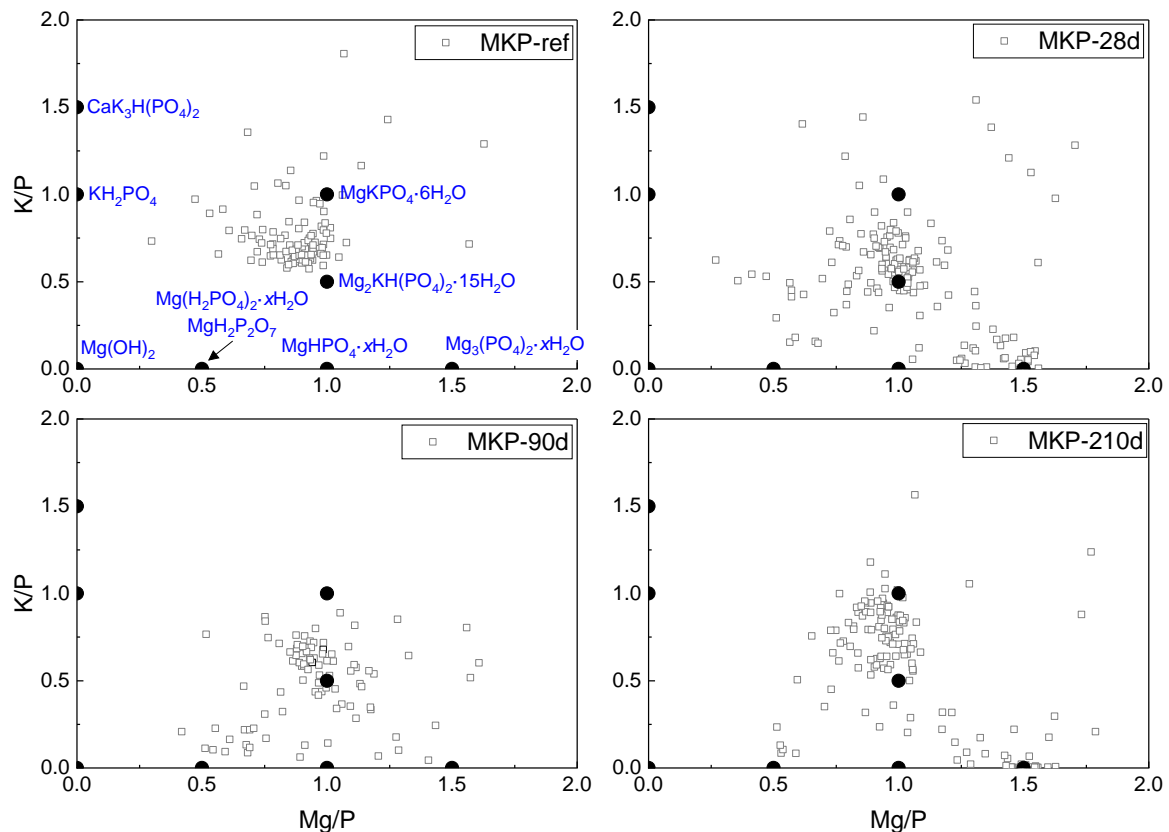 2.0
MKP-ref
1.5
CaK₃H(PO₄)₂
K/P
1.0
KH₂PO₄
MgKPO₄·6H₂O
0.5
Mg₂KH(PO₄)₂·15H₂O
Mg(H₂PO₄)₂·xH₂O
MgH₂P₂O₇
Mg(OH)₂
MgHPO₄·xH₂O
Mg₃(PO₄)₂·xH₂O
0.0
0.0 0.5 1.0 1.5 2.0
2.0
MKP-28d
1.5
1.0
0.5
0.0
0.0 0.5 1.0 1.5 2.0
2.0
MKP-90d
1.5
K/P
1.0
0.5
0.0
0.0 0.5 1.0 1.5 2.0
Mg/P
2.0
MKP-210d
1.5
1.0
0.5
0.0
0.0 0.5 1.0 1.5 2.0
Mg/P